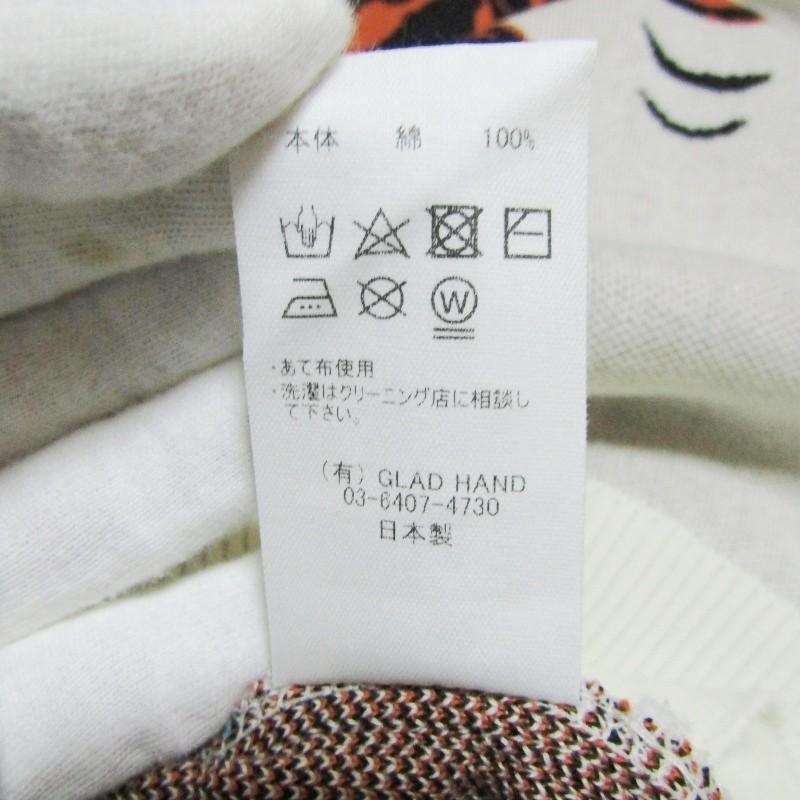 本体 綿 100%
W
・あて布使用
・洗濯はクリーニング店に相談し
て下さい。
(有) GLAD HAND
03-6407-4730
日本製